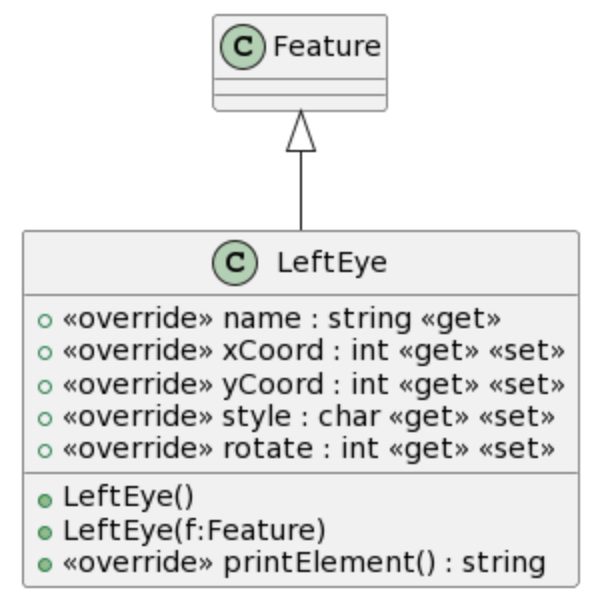 C Feature
C LeftEye
+ «override» name : string «get»
+ «override» xCoord : int «get» «set»
+ «override» yCoord : int «get» «set»
+ «override» style : char «get» «set»
+ «override» rotate : int «get» «set»
LeftEye()
LeftEye(f:Feature)
«override» printElement() : string